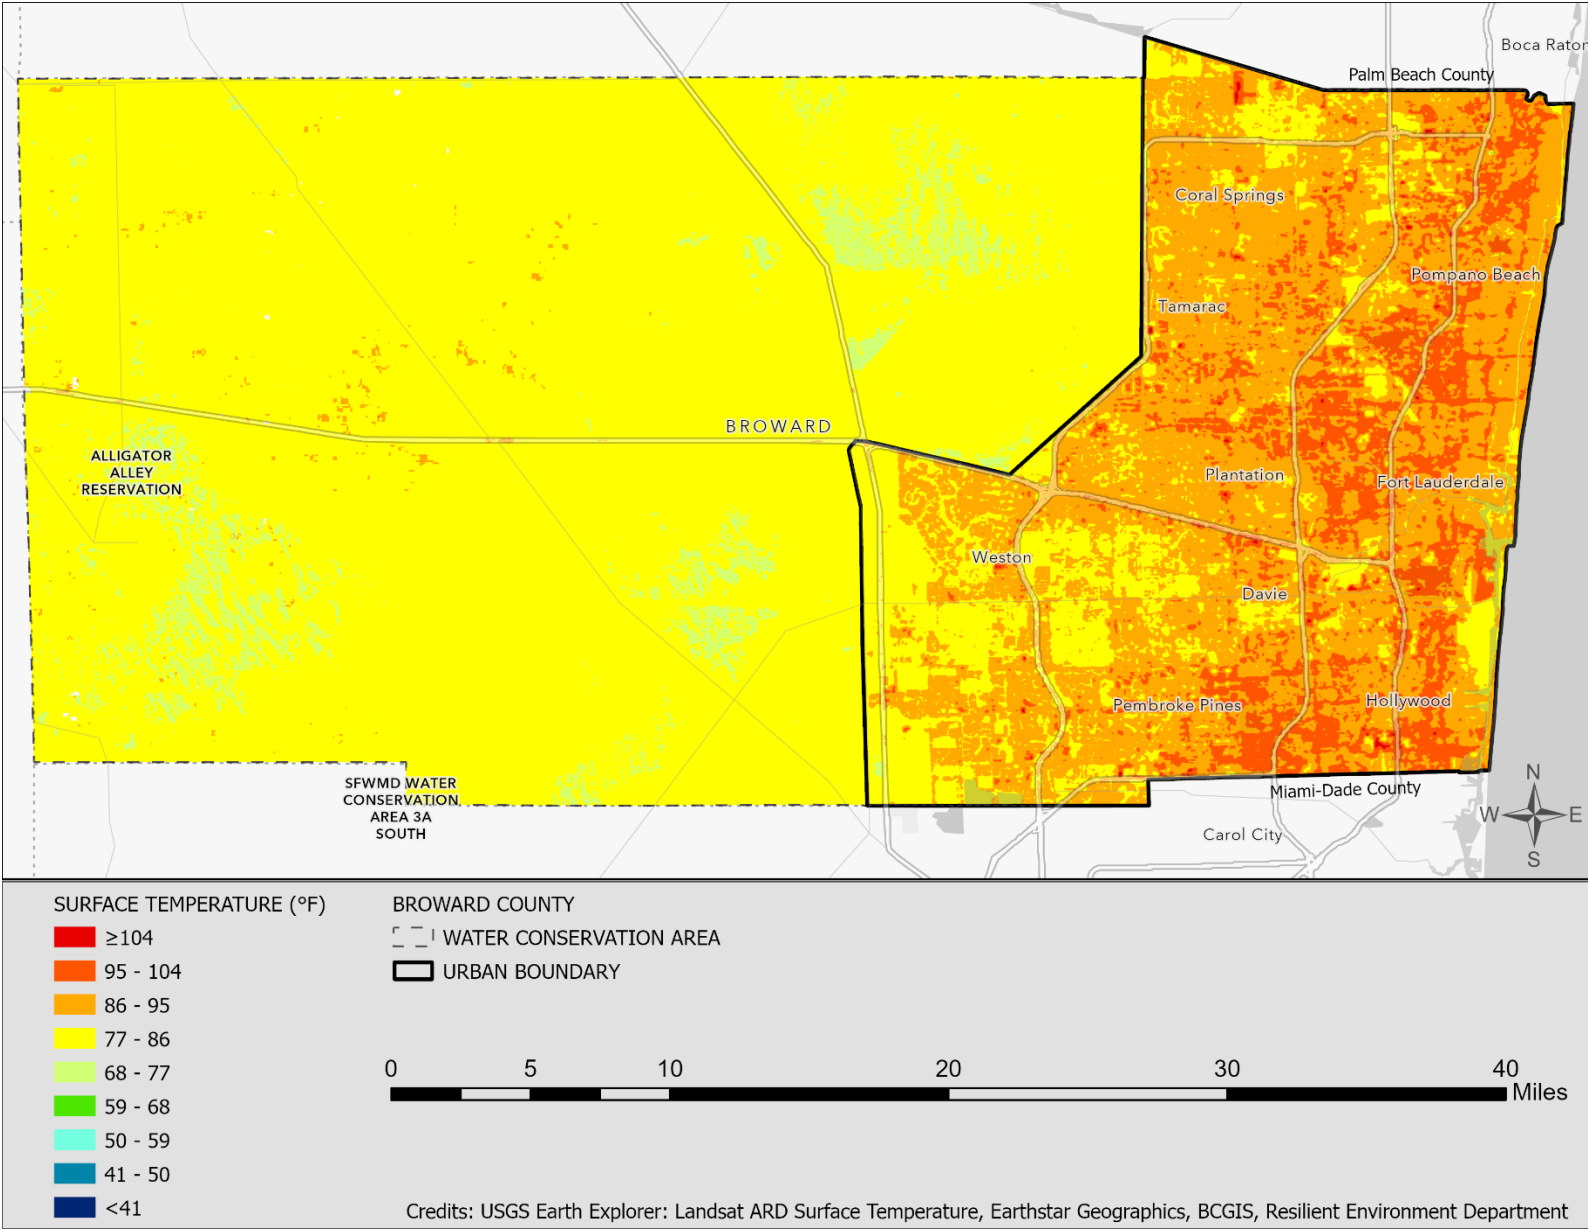 Boca Raton
Palm Beach County
Coral Springs
Pompano Beach
Tamarac
BROWARD
ALLIGATOR
ALLEY
RESERVATION
Plantation
Fort Lauderdale
Weston
Davie
Pembroke Pines
Hollywood
SFWMD WATER
CONSERVATION
AREA 3A
SOUTH
Miami-Dade County
Carol City
N
W E
S
SURFACE TEMPERATURE (°F)
≥104
95 - 104
86 - 95
77 - 86
68 - 77
59 - 68
50 - 59
41 - 50
<41
BROWARD COUNTY
WATER CONSERVATION AREA
URBAN BOUNDARY
0 5 10 20 30 40
Miles
Credits: USGS Earth Explorer: Landsat ARD Surface Temperature, Earthstar Geographics, BCGIS, Resilient Environment Department